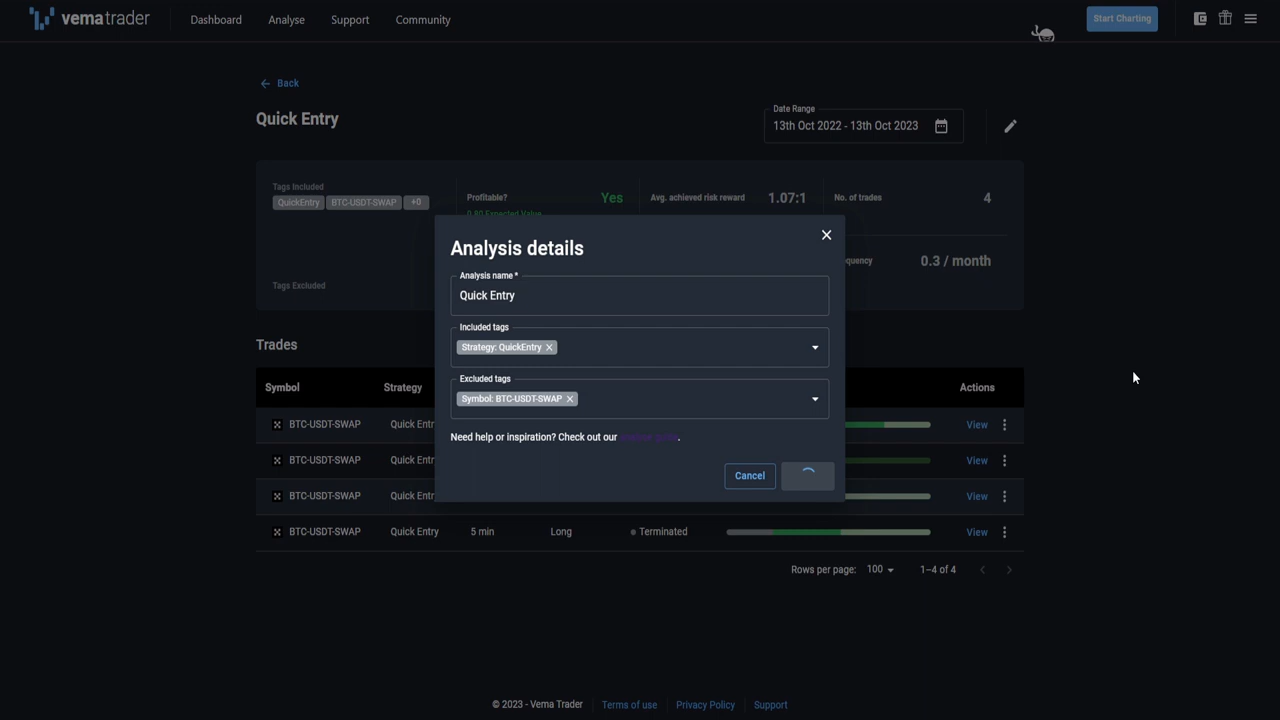 vematrader Dashboard Analyse Support Community Start Charting
Back
Quick Entry
Date Range
13th Oct 2022 - 13th Oct 2023
Tags Included
QuickEntry BTC-USDT-SWAP +0
Profitable? Yes
0.80 Expected Value
Avg. achieved risk reward 1.07:1
No. of trades 4
quency 0.3 / month
Tags Excluded
Analysis details
Analysis name *
Quick Entry
Included tags
Strategy: QuickEntry
Excluded tags
Symbol: BTC-USDT-SWAP
Need help or inspiration? Check out our
Cancel
Trades
Symbol Strategy Actions
BTC-USDT-SWAP Quick Entr View
BTC-USDT-SWAP Quick Entr View
BTC-USDT-SWAP Quick Entr View
BTC-USDT-SWAP Quick Entry 5 min Long Terminated View
Rows per page: 100 1–4 of 4
© 2023 - Vema Trader Terms of use Privacy Policy Support